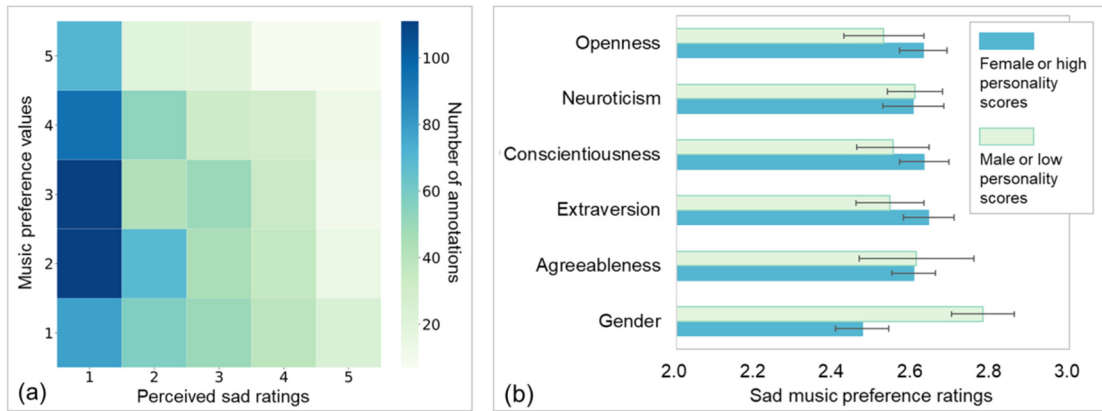 5
4
3
2
1
Music preference values
1 2 3 4 5
Perceived sad ratings
(a)
100
80
60
40
20
Number of annotations
Openness
Neuroticism
Conscientiousness
Extraversion
Agreeableness
Gender
2.0 2.2 2.4 2.6 2.8 3.0
Sad music preference ratings
(b)
Female or high
personality
scores
Male or low
personality
scores